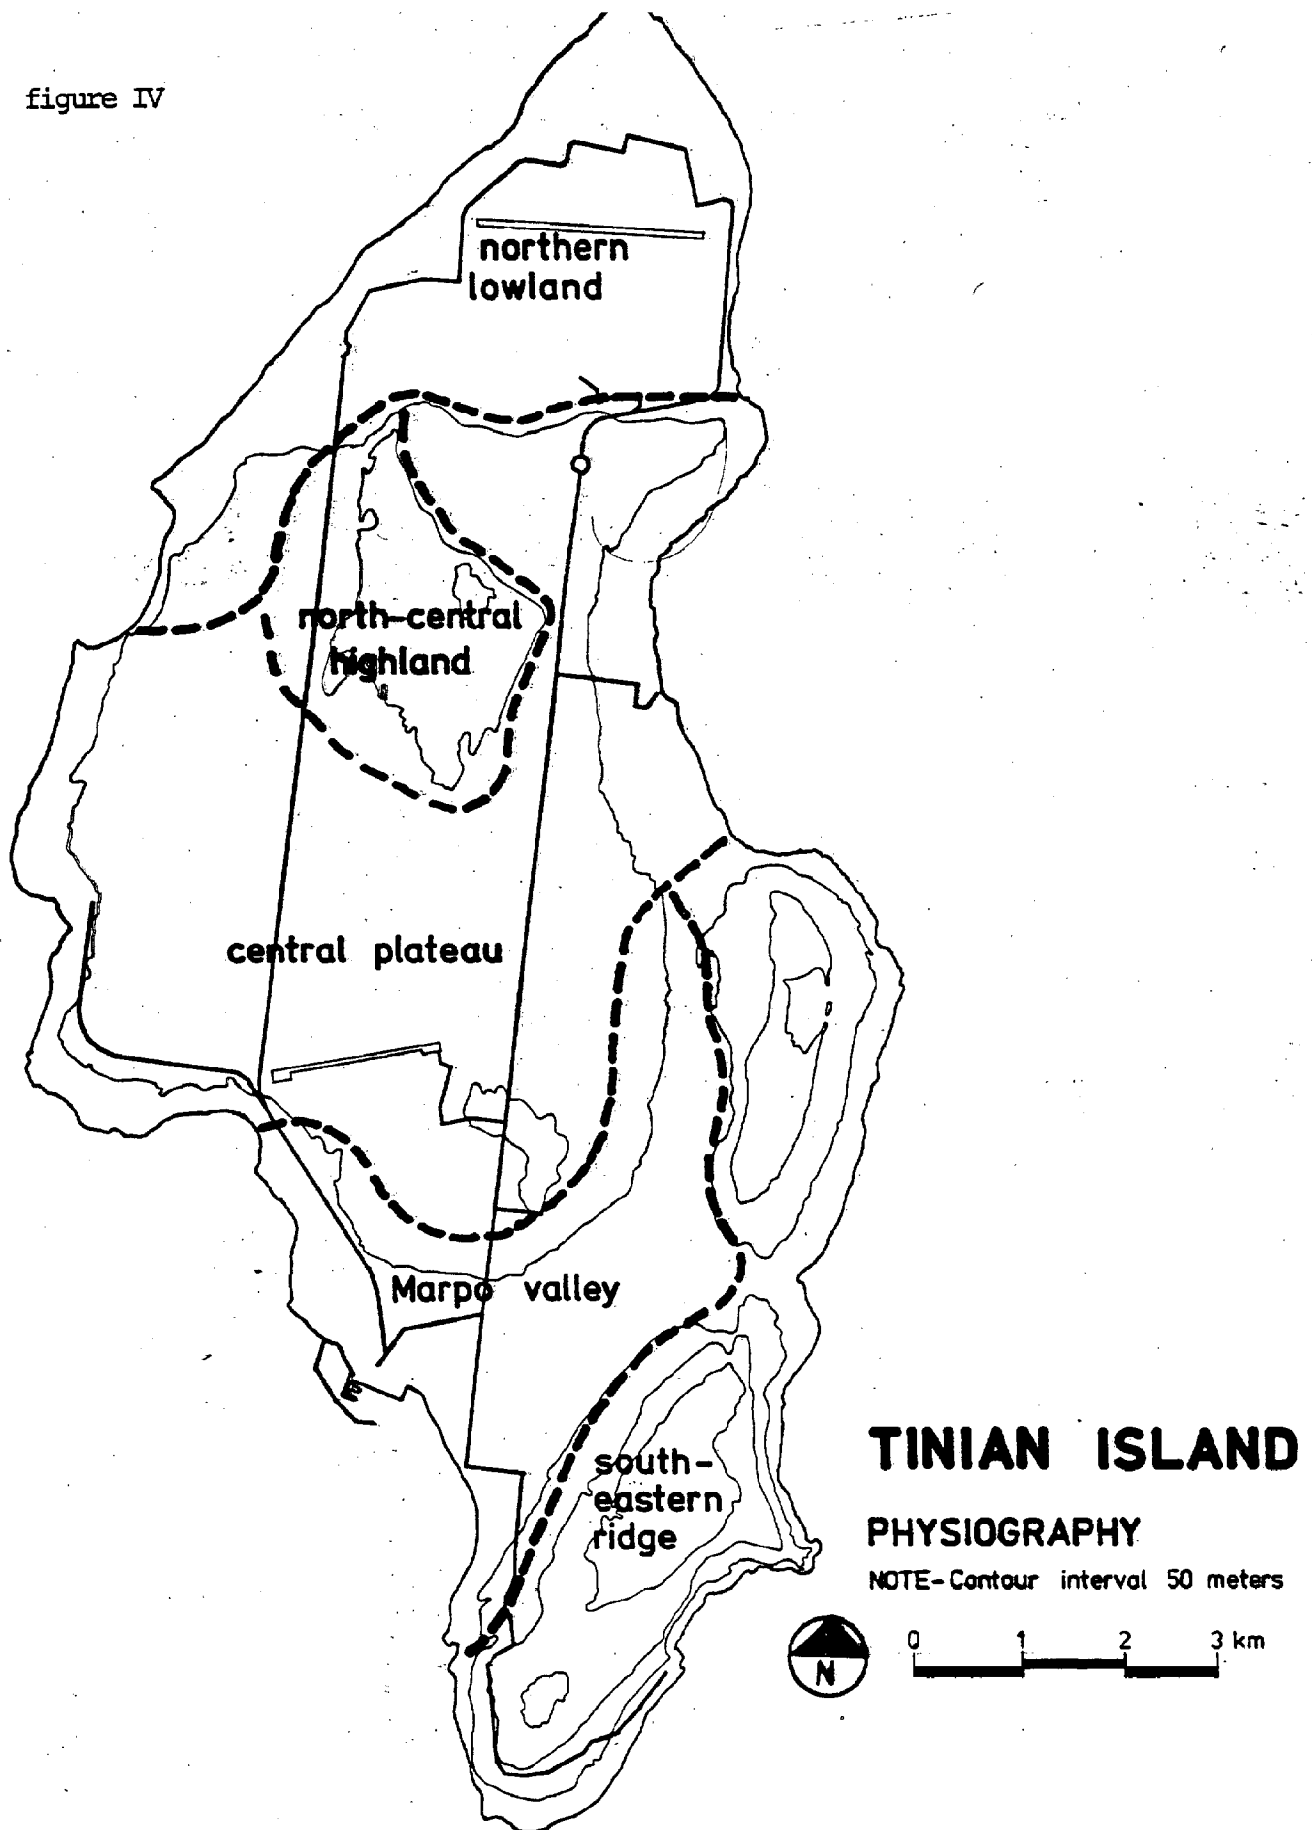 figure IV
northern
lowland
north-central
highland
central plateau
Marpo valley
south-
eastern
ridge
TINIAN ISLAND
PHYSIOGRAPHY
NOTE-Contour interval 50 meters
N
0 1 2 3 km